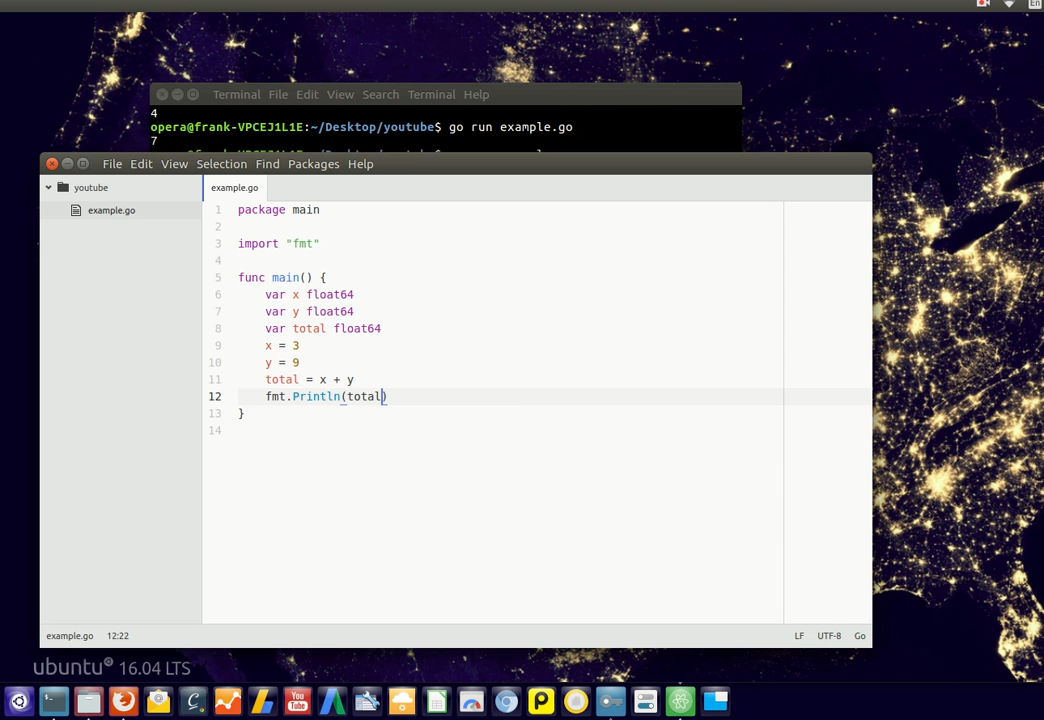 En
Terminal File Edit View Search Terminal Help
4
opera@frank-VPCEJ1L1E:~/Desktop/youtube$ go run example.go
7
File Edit View Selection Find Packages Help
youtube
example.go
example.go
1 package main
2
3 import "fmt"
4
5 func main() {
6 var x float64
7 var y float64
8 var total float64
9 x = 3
10 y = 9
11 total = x + y
12 fmt.Println(total)
13 }
14
example.go 12:22 LF UTF-8 Go
ubuntu® 16.04 LTS
You
Tube